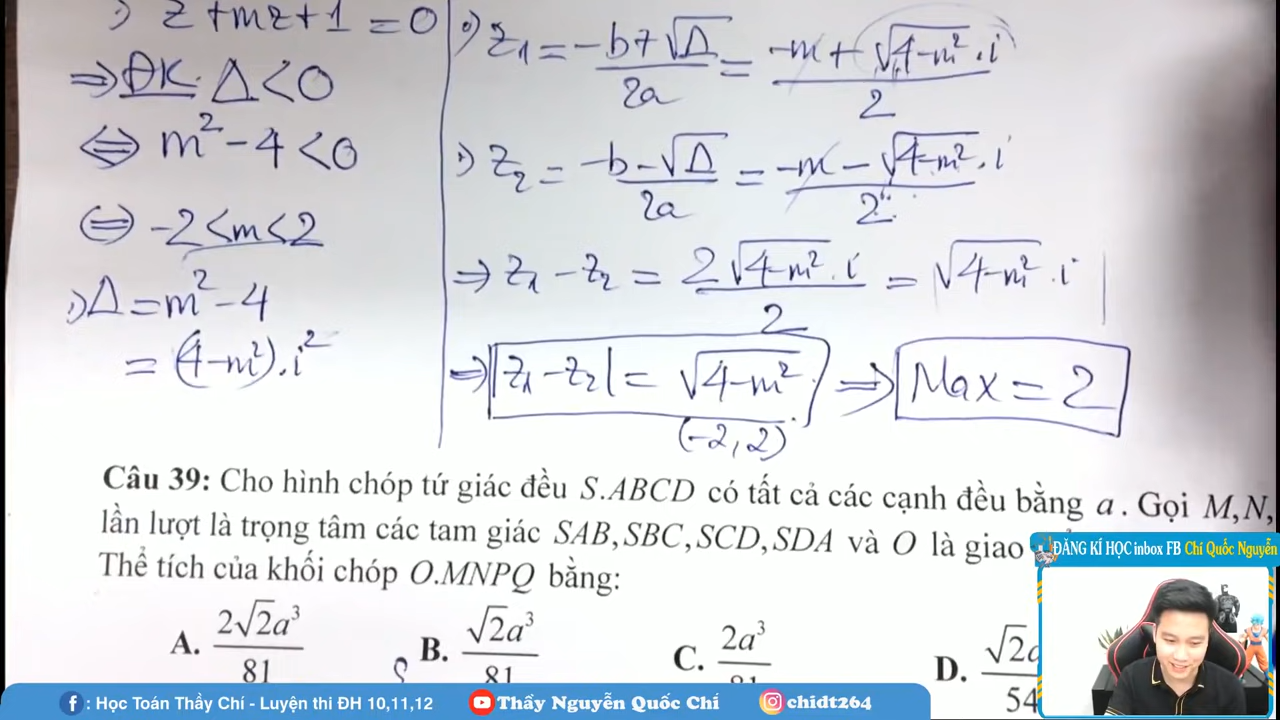 ·) z + mz + 1 = 0
⇒ ĐK: Δ < 0
⇔ m² - 4 < 0
⇔ -2 < m < 2
·) Δ = m² - 4
= (4-m²).i²
·) z₁ = (-b+√Δ)/2a = (-m + √(4-m²).i)/2
·) z₂ = (-b-√Δ)/2a = (-m - √(4-m²).i)/2
⇒ z₁ - z₂ = (2√(4-m²).i)/2 = √(4-m²).i
⇒ |z₁ - z₂| = √(4-m²) ⇒ Max = 2
(-2, 2)
Câu 39: Cho hình chóp tứ giác đều S.ABCD có tất cả các cạnh đều bằng a. Gọi M,N,
lần lượt là trọng tâm các tam giác SAB,SBC,SCD,SDA và O là giao
Thể tích của khối chóp O.MNPQ bằng:
A. 2√2a³/81 B. √2a³/81 C. 2a³/81 D. √2a/54
S
ĐĂNG KÍ HỌC inbox FB Chí Quốc Nguyễn
: Học Toán Thầy Chí - Luyện thi ĐH 10,11,12 Thầy Nguyễn Quốc Chí chidt264